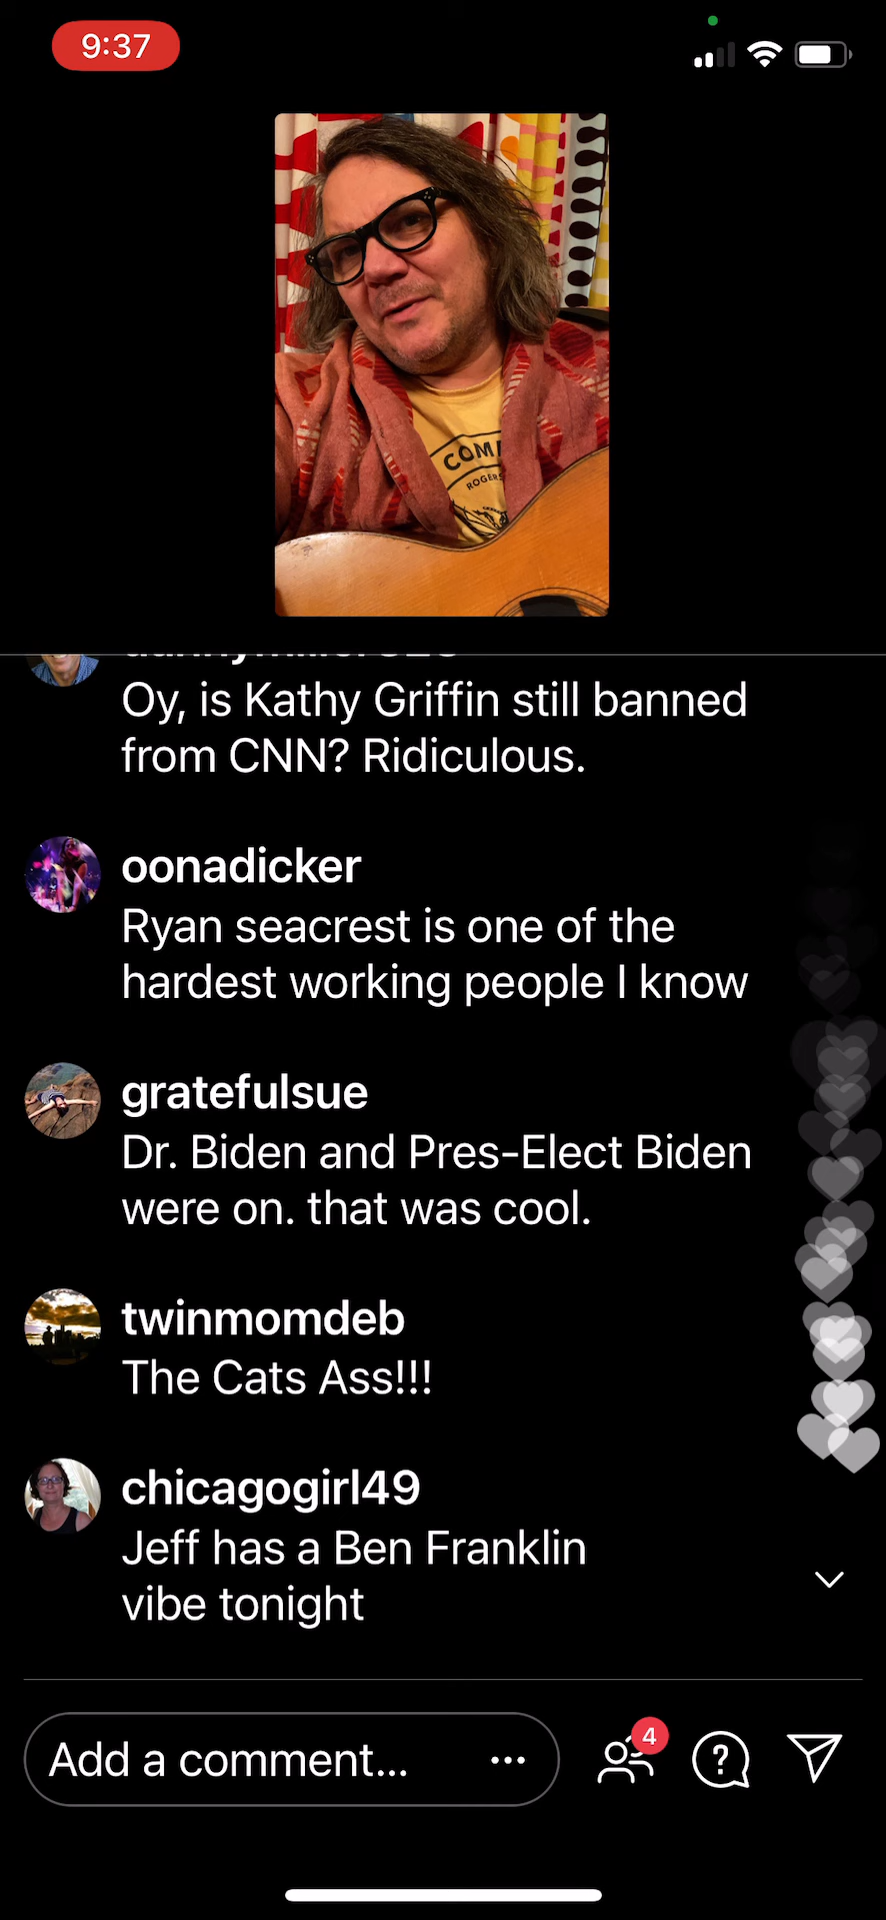 9:37
COM
ROGERS
Oy, is Kathy Griffin still banned
from CNN? Ridiculous.
oonadicker
Ryan seacrest is one of the
hardest working people I know
gratefulsue
Dr. Biden and Pres-Elect Biden
were on. that was cool.
twinmomdeb
The Cats Ass!!!
chicagogirl49
Jeff has a Ben Franklin
vibe tonight
Add a comment...
4